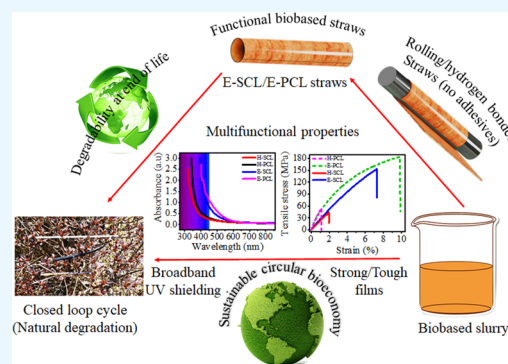 Functional biobased straws
E-SCL/E-PCL straws
Rolling/hydrogen bonded
Straws (no adhesives)
Degradability at end of life
Multifunctional properties
Absorbance (a.u)
3.0
2.5
2.0
1.5
1.0
0.5
0.0
H-SCL
H-PCL
E-SCL
E-PCL
300 400 500 600 700 800
Wavelength (nm)
Tensile stress (MPa)
180
150
120
90
60
30
0
H-PCL
E-PCL
H-SCL
E-SCL
0 2 4 6 8 10
Strain (%)
Broadband
UV shielding
Strong/Tough
films
Closed loop cycle
(Natural degradation)
Sustainable circular bioeconomy
Biobased slurry